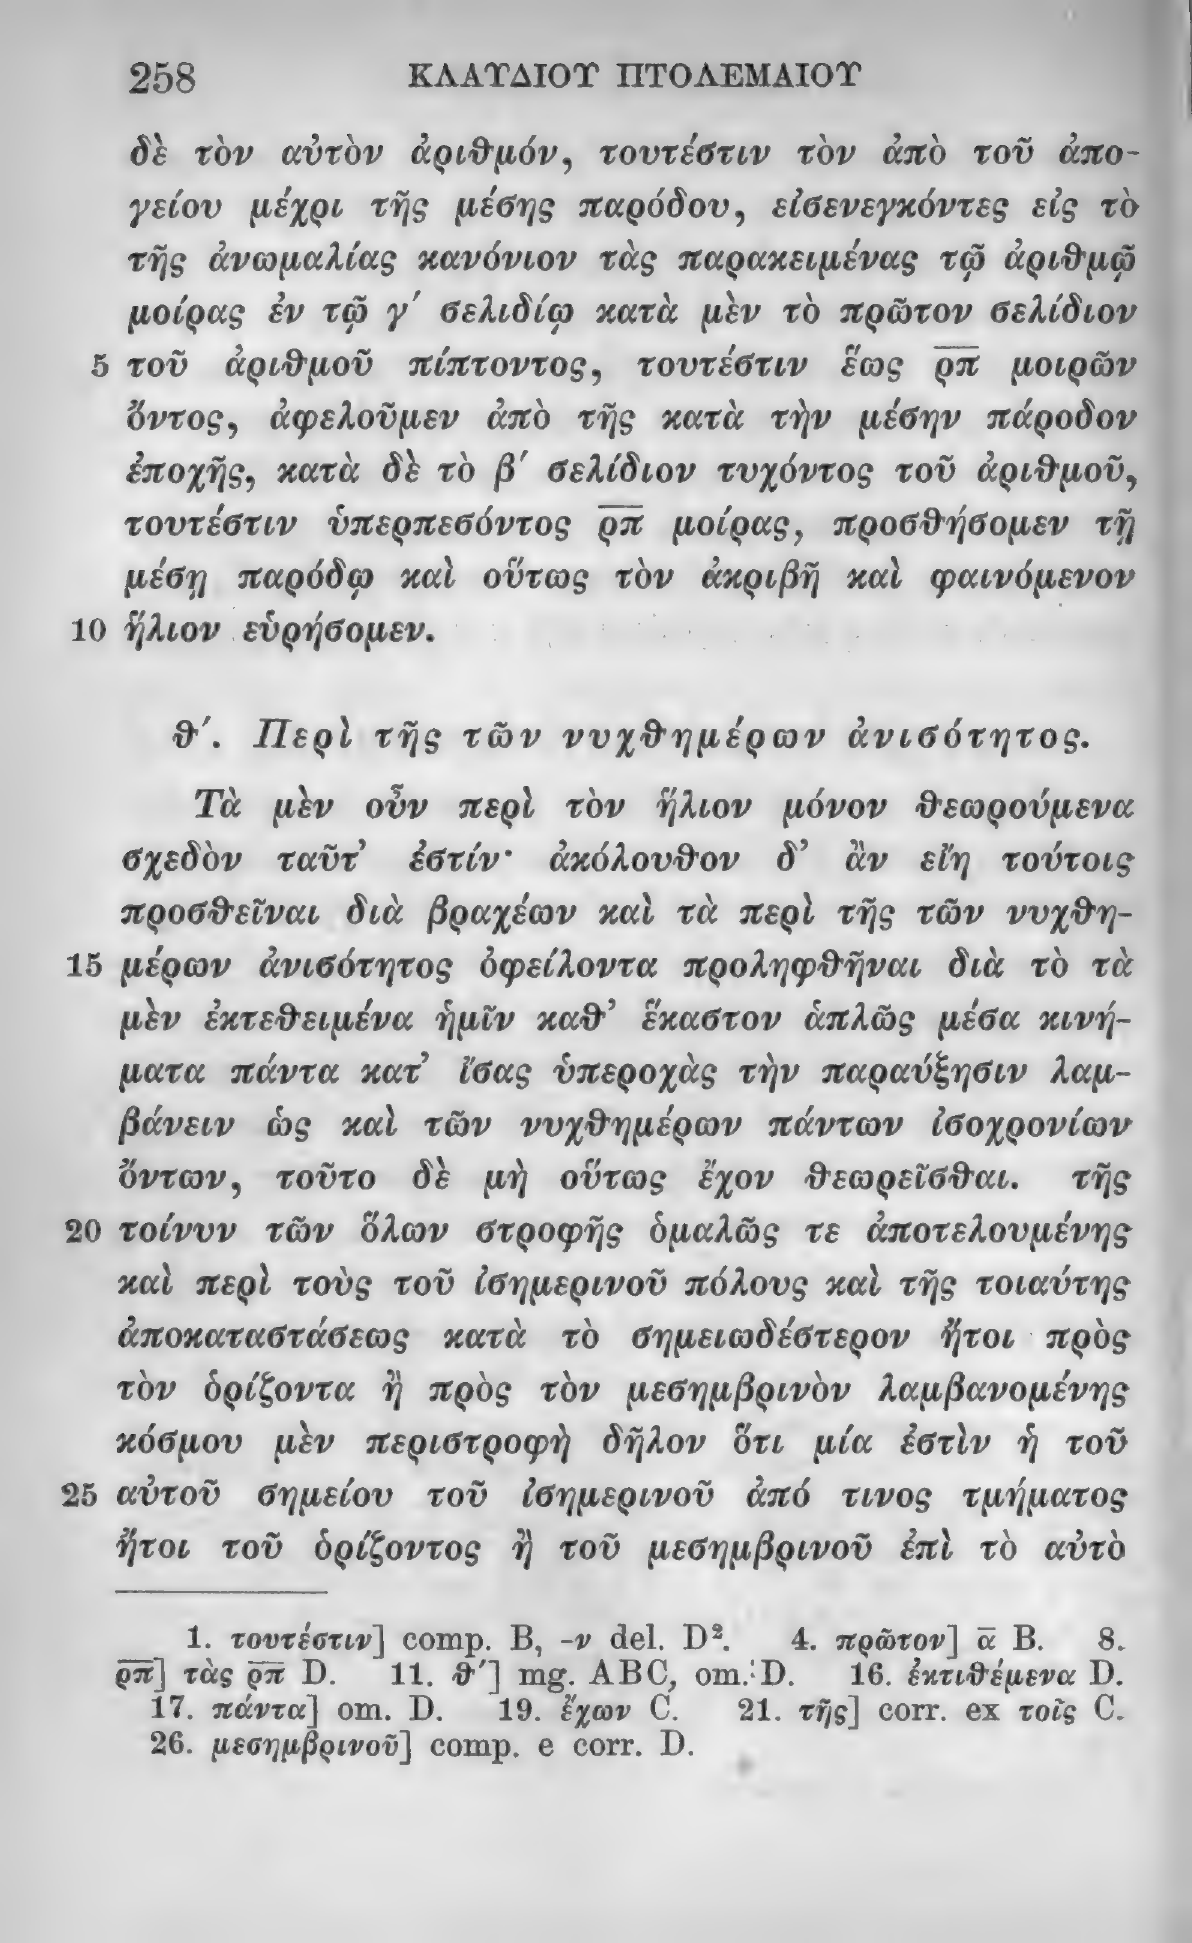 258 ΚΛΑΥΔΙΟΥ ΠΤΟΛΕΜΑΙΟΥ
δὲ τὸν αὐτὸν ἀριθμόν, τουτέστιν τὸν ἀπὸ τοῦ ἀπο-
γείου μέχρι τῆς μέσης παρόδου, εἰσενεγκόντες εἰς τὸ
τῆς ἀνωμαλίας κανόνιον τὰς παρακειμένας τῷ ἀριθμῷ
μοίρας ἐν τῷ γ΄ σελιδίῳ κατὰ μὲν τὸ πρῶτον σελίδιον
5 τοῦ ἀριθμοῦ πίπτοντος, τουτέστιν ἕως ρ̅π̅ μοιρῶν
ὄντος, ἀφελοῦμεν ἀπὸ τῆς κατὰ τὴν μέσην πάροδον
ἐποχῆς, κατὰ δὲ τὸ β΄ σελίδιον τυχόντος τοῦ ἀριθμοῦ,
τουτέστιν ὑπερπεσόντος ρ̅π̅ μοίρας, προσθήσομεν τῇ
μέσῃ παρόδῳ καὶ οὕτως τὸν ἀκριβῆ καὶ φαινόμενον
10 ἥλιον εὑρήσομεν.
θ΄. Περὶ τῆς τῶν νυχθημέρων ἀνισότητος.
Τὰ μὲν οὖν περὶ τὸν ἥλιον μόνον θεωρούμενα
σχεδὸν ταῦτ’ ἐστίν· ἀκόλουθον δ’ ἂν εἴη τούτοις
προσθεῖναι διὰ βραχέων καὶ τὰ περὶ τῆς τῶν νυχθη-
15 μέρων ἀνισότητος ὀφείλοντα προληφθῆναι διὰ τὸ τὰ
μὲν ἐκτεθειμένα ἡμῖν καθ’ ἕκαστον ἁπλῶς μέσα κινή-
ματα πάντα κατ’ ἴσας ὑπεροχὰς τὴν παραύξησιν λαμ-
βάνειν ὡς καὶ τῶν νυχθημέρων πάντων ἰσοχρονίων
ὄντων, τοῦτο δὲ μὴ οὕτως ἔχον θεωρεῖσθαι. τῆς
20 τοίνυν τῶν ὅλων στροφῆς ὁμαλῶς τε ἀποτελουμένης
καὶ περὶ τοὺς τοῦ ἰσημερινοῦ πόλους καὶ τῆς τοιαύτης
ἀποκαταστάσεως κατὰ τὸ σημειωδέστερον ἤτοι πρὸς
τὸν ὁρίζοντα ἢ πρὸς τὸν μεσημβρινὸν λαμβανομένης
κόσμου μὲν περιστροφὴ δῆλον ὅτι μία ἐστὶν ἡ τοῦ
25 αὐτοῦ σημείου τοῦ ἰσημερινοῦ ἀπό τινος τμήματος
ἤτοι τοῦ ὁρίζοντος ἢ τοῦ μεσημβρινοῦ ἐπὶ τὸ αὐτὸ
1. τουτέστιν] comp. B, -ν del. D². 4. πρῶτον] α̅ B. 8.
ρ̅π̅] τὰς ρ̅π̅ D. 11. θ΄] mg. ABC, om. D. 16. ἐκτιθέμενα D.
17. πάντα] om. D. 19. ἔχων C. 21. τῆς] corr. ex τοῖς C.
26. μεσημβρινοῦ] comp. e corr. D.